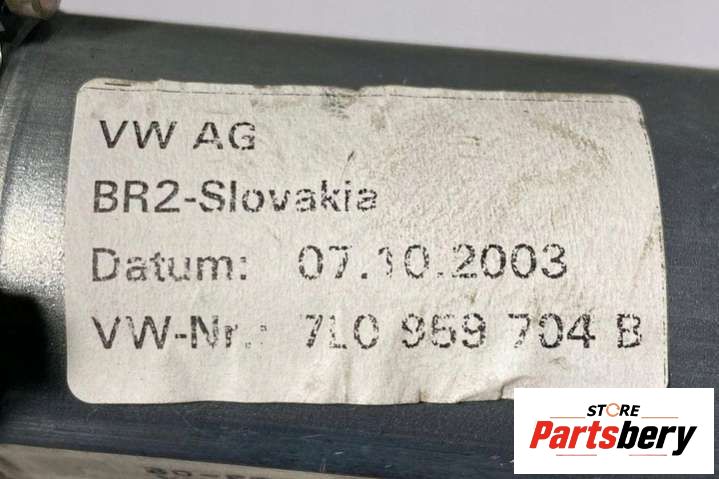 VW AG
BR2-Slovakia
Datum: 07.10.2003
VW-Nr.: 7L0 959 704 B
STORE
Partsbery